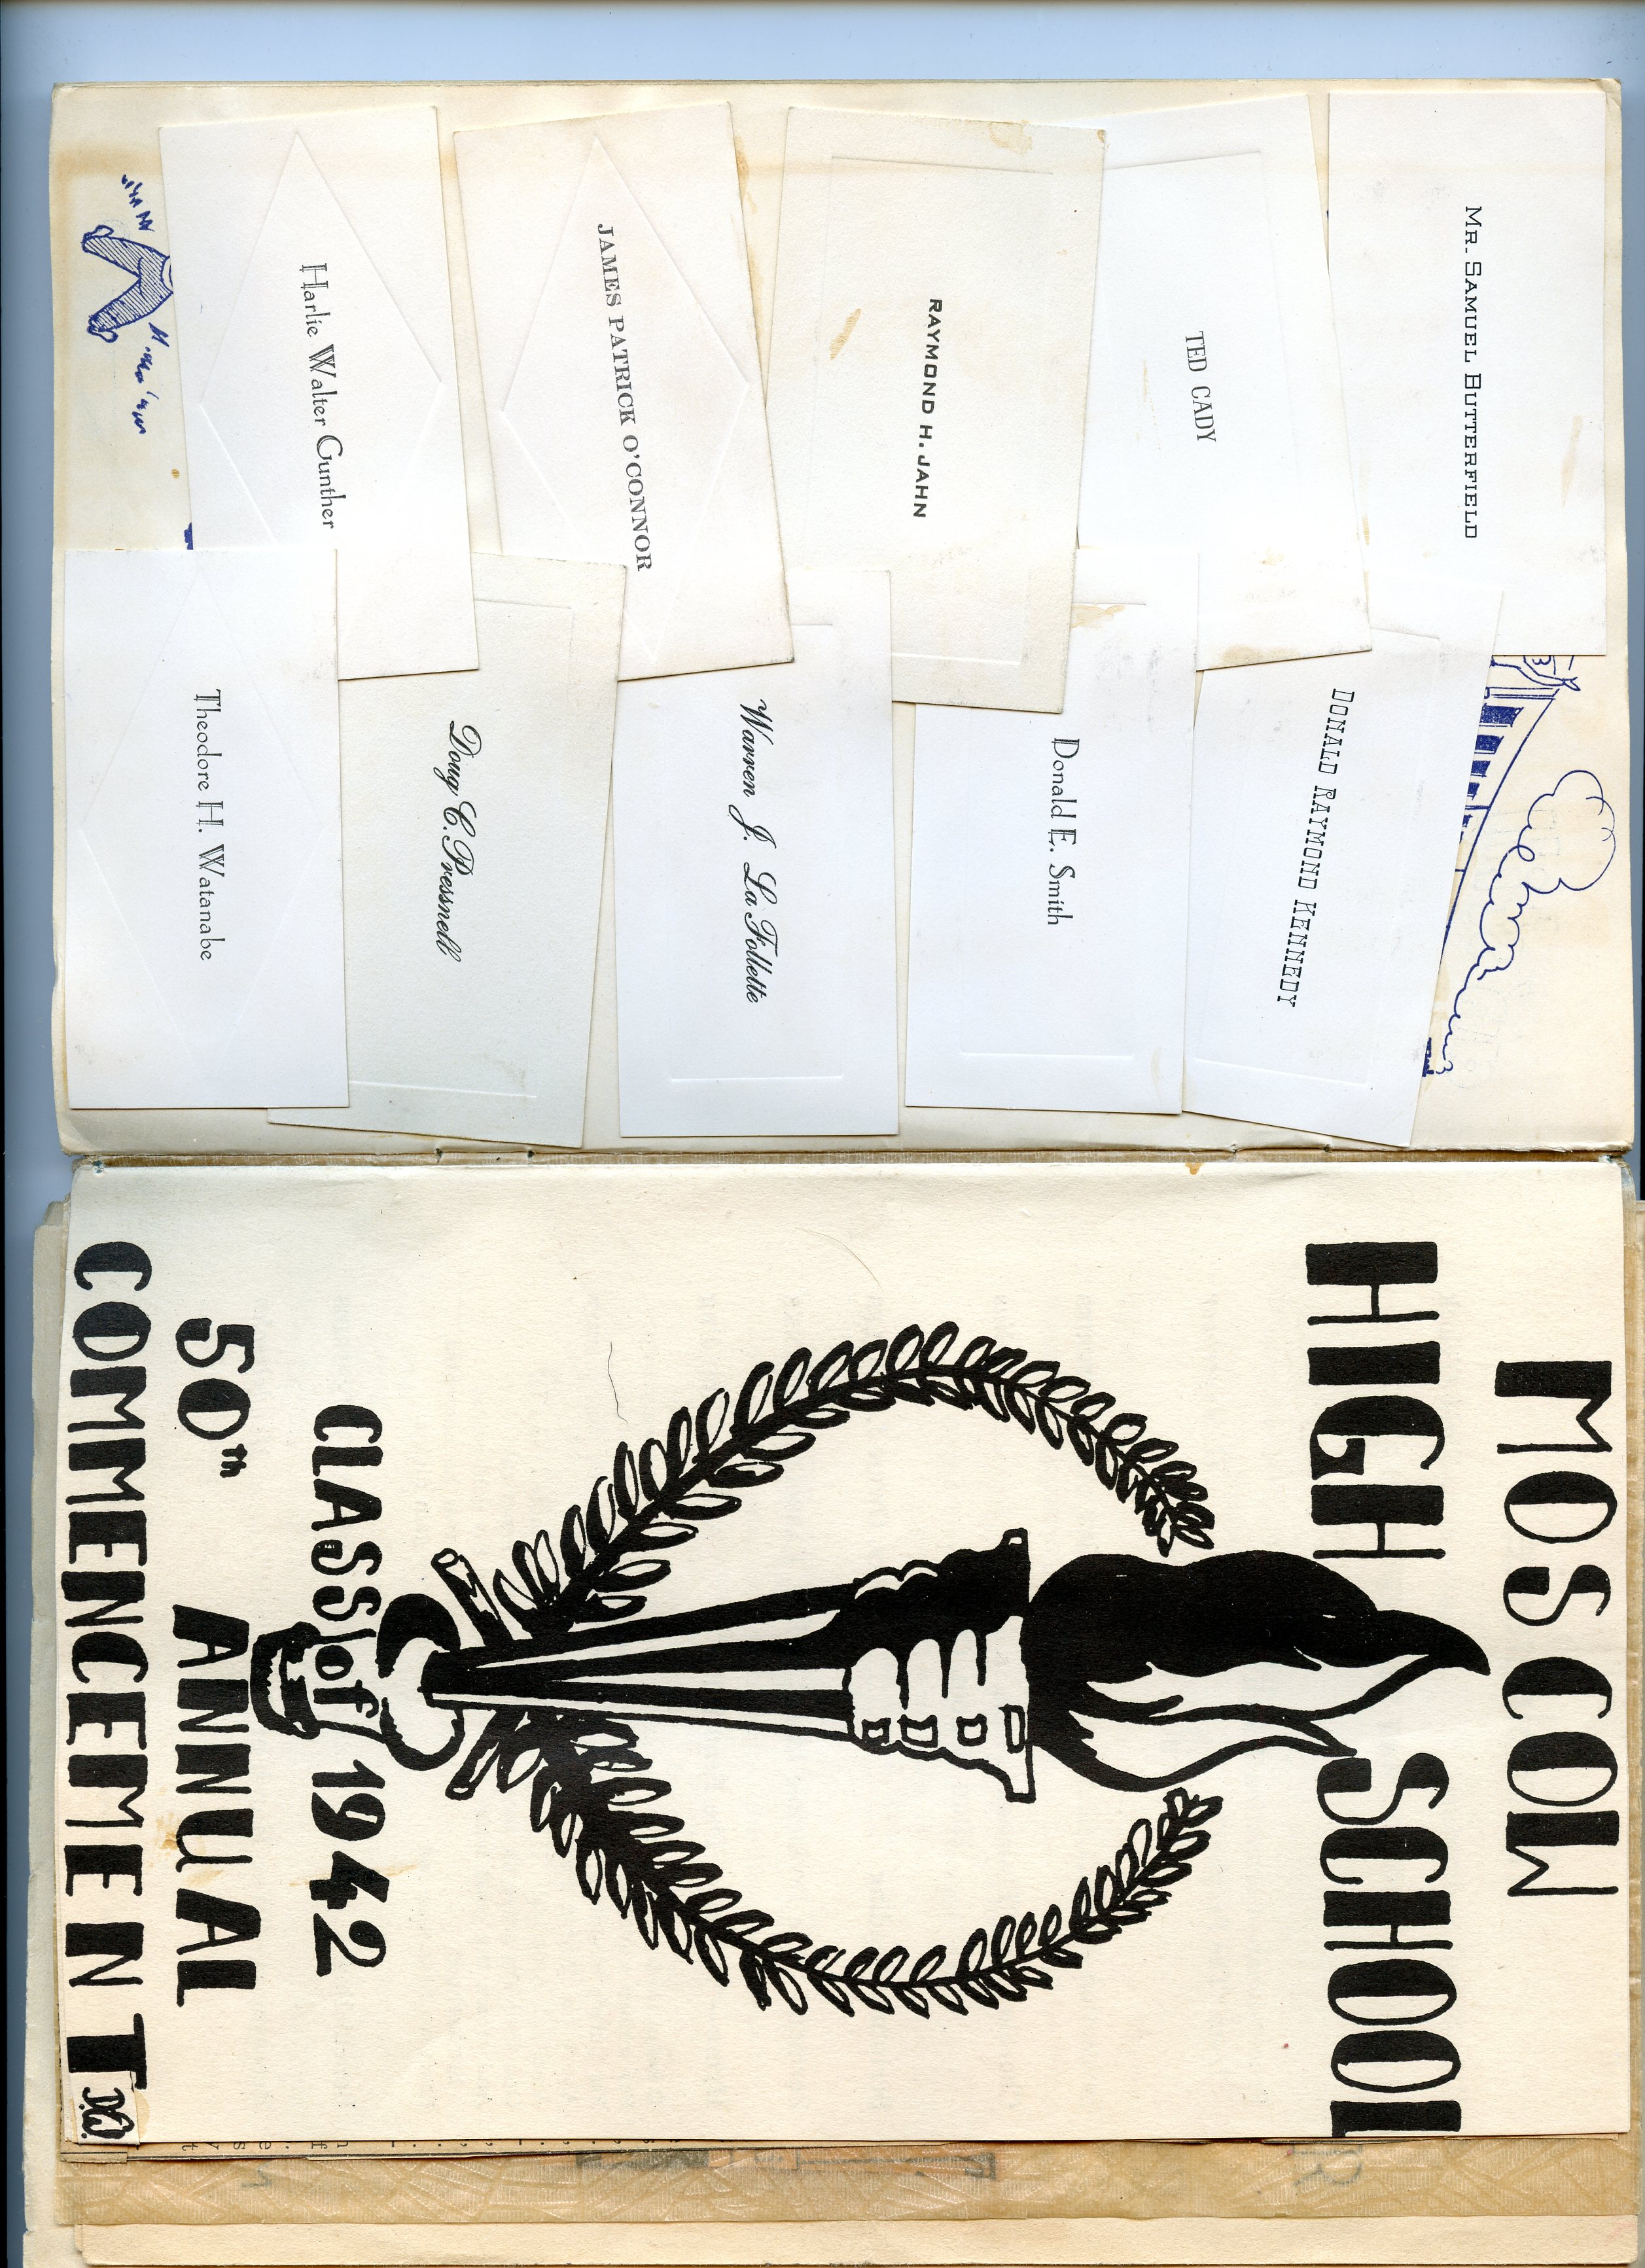 Mr. Samuel Butterfield
TED CADY
RAYMOND H. JAHN
JAMES PATRICK O'CONNOR
Harlie Walter Gunther
DONALD RAYMOND KENNEDY
Donald E. Smith
Warren J. La Follette
Doug C. Pressnell
Theodore H. Watanabe
MOSCOW
HIGH SCHOOL
CLASS of 1942
50th ANNUAL
COMMENCEMENT